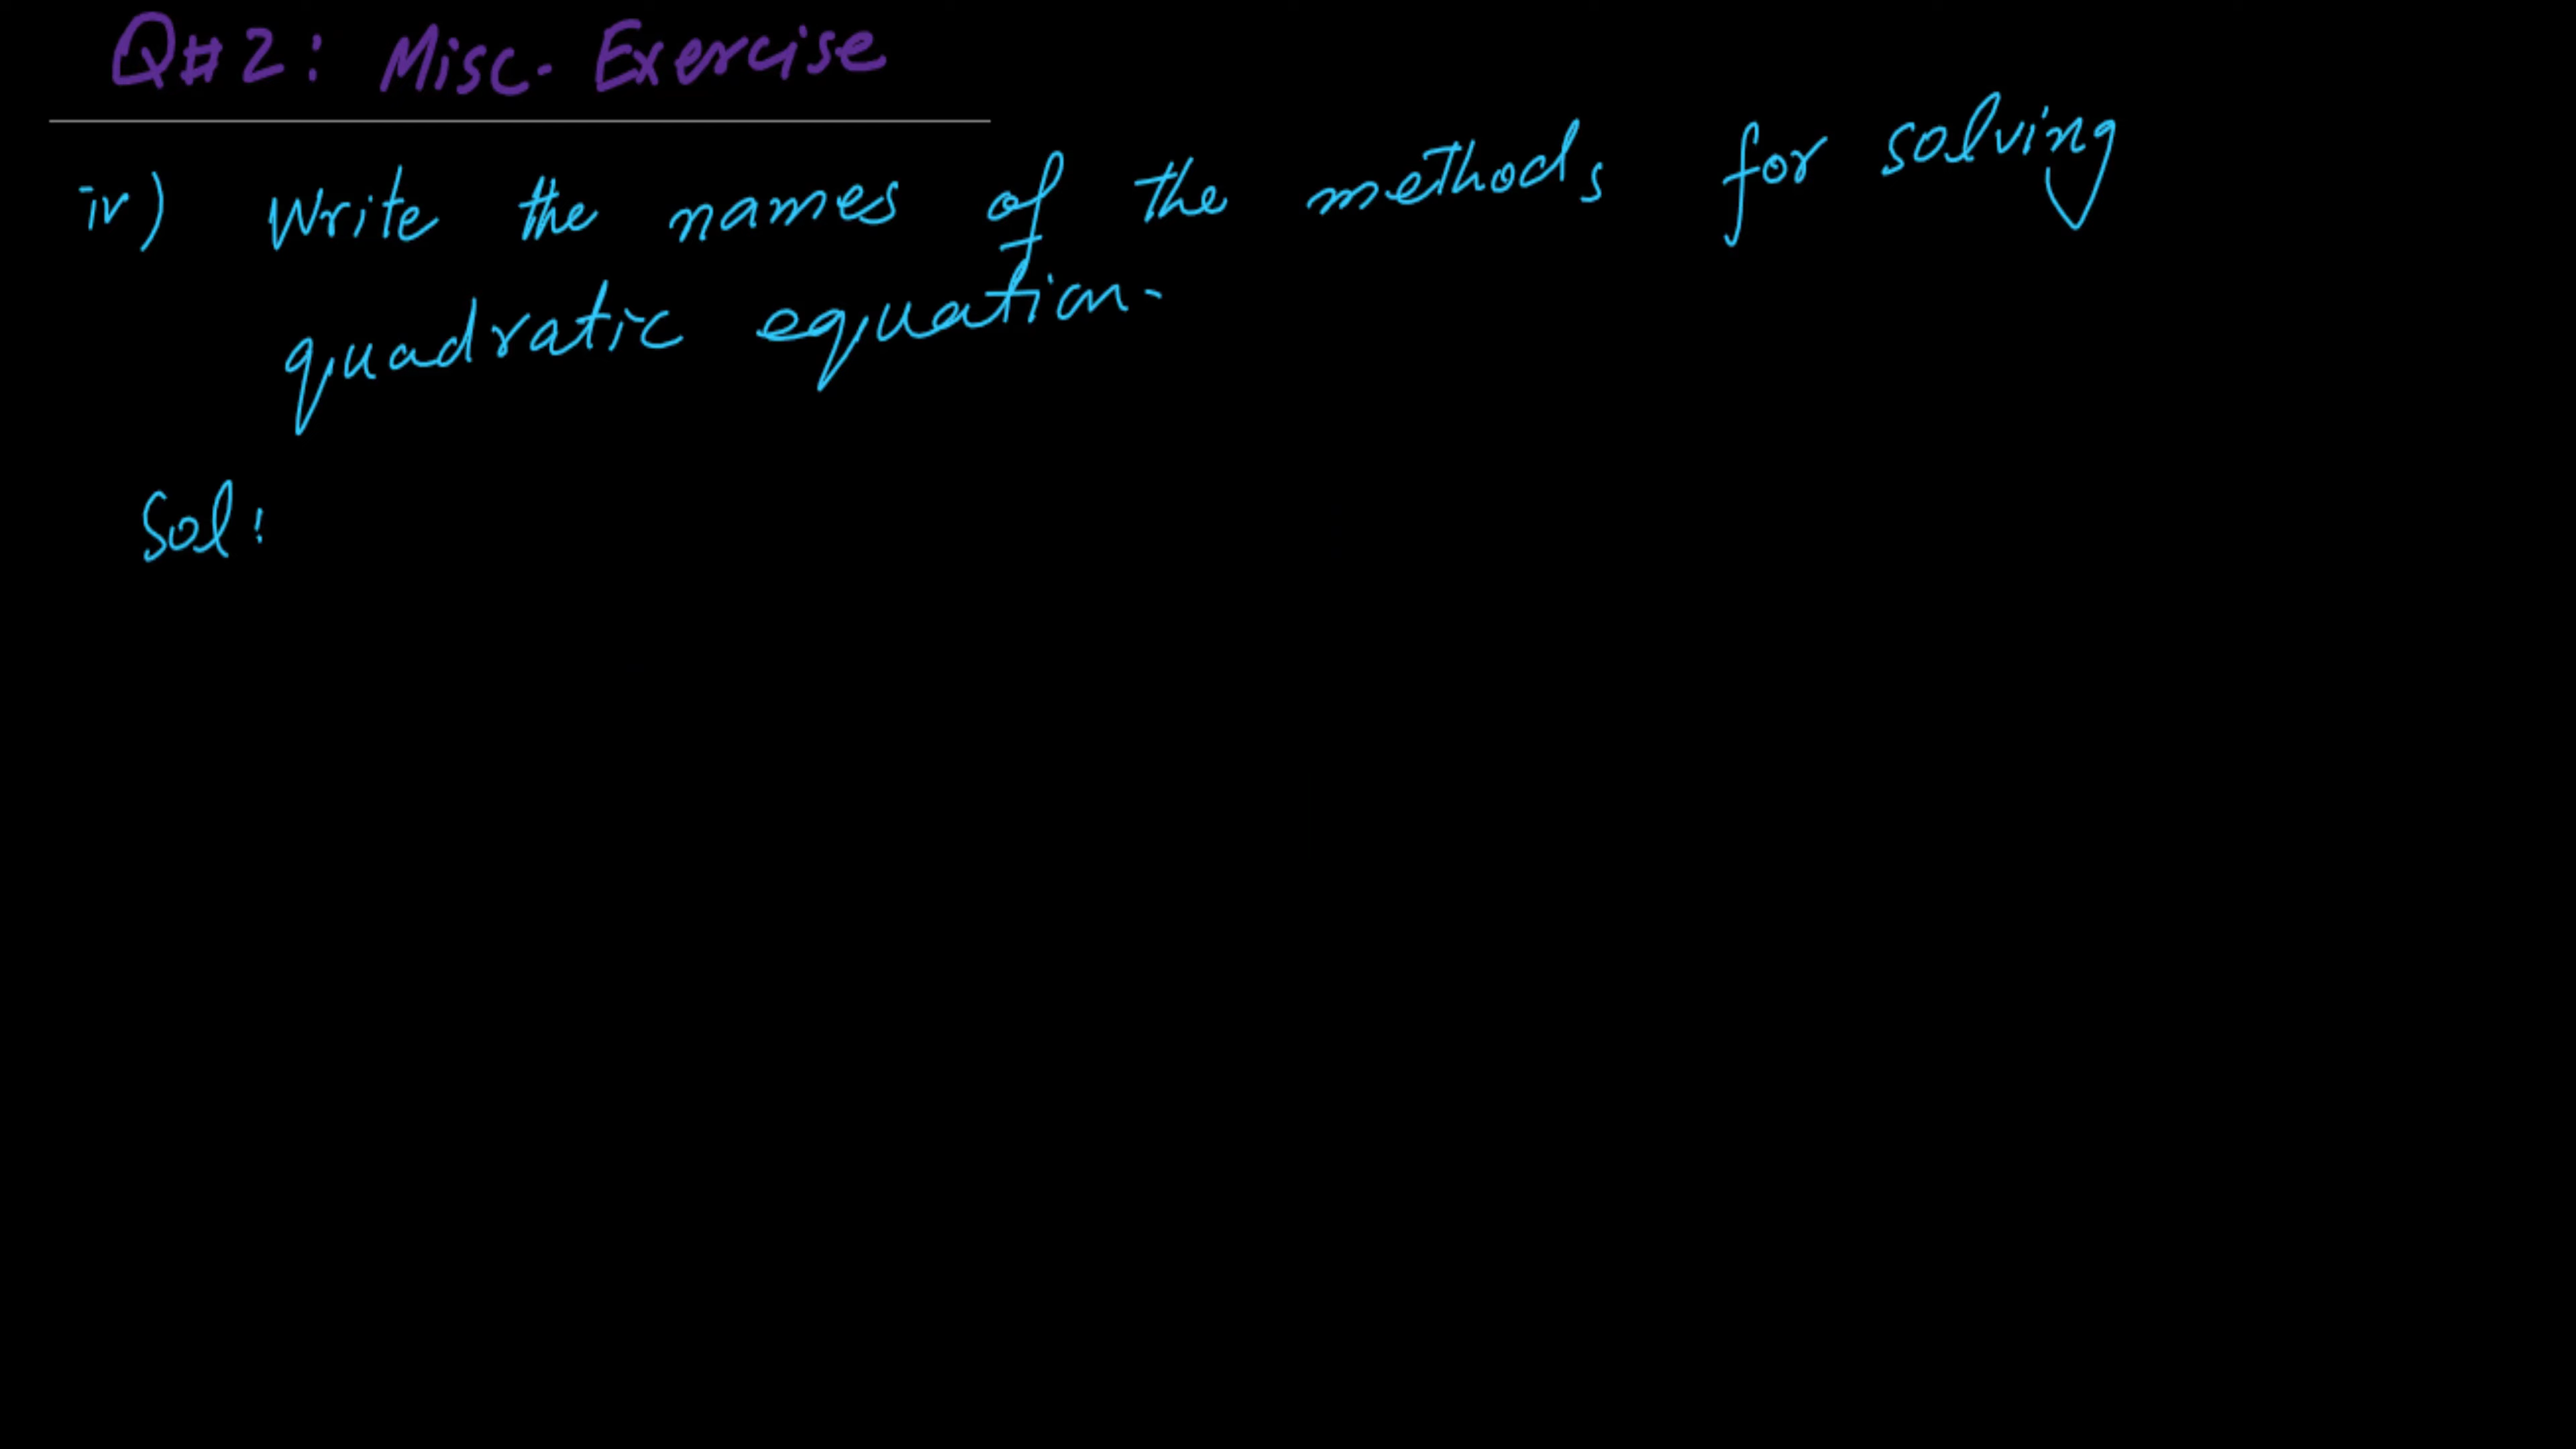 Q#2: Misc. Exercise
iv) Write the names of the methods for solving
quadratic equation.
Sol: